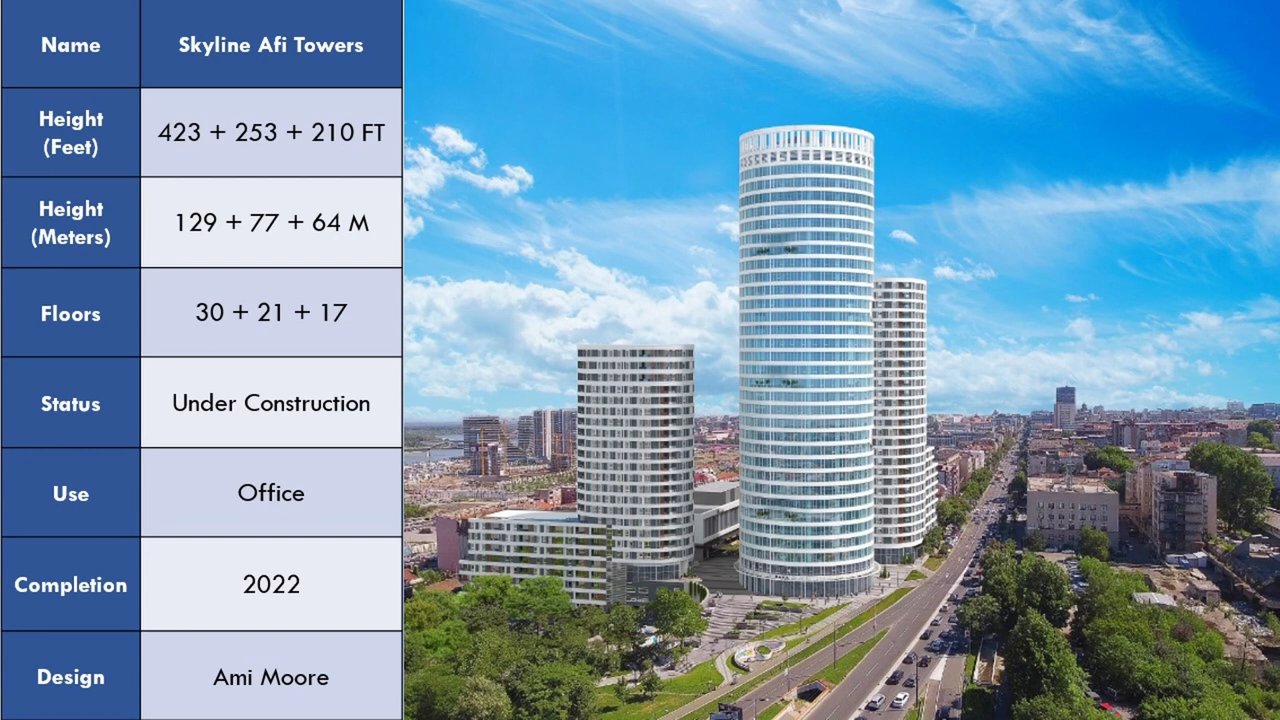 Name
Skyline Afi Towers
Height
(Feet)
423 + 253 + 210 FT
Height
(Meters)
129 + 77 + 64 M
Floors
30 + 21 + 17
Status
Under Construction
Use
Office
Completion
2022
Design
Ami Moore